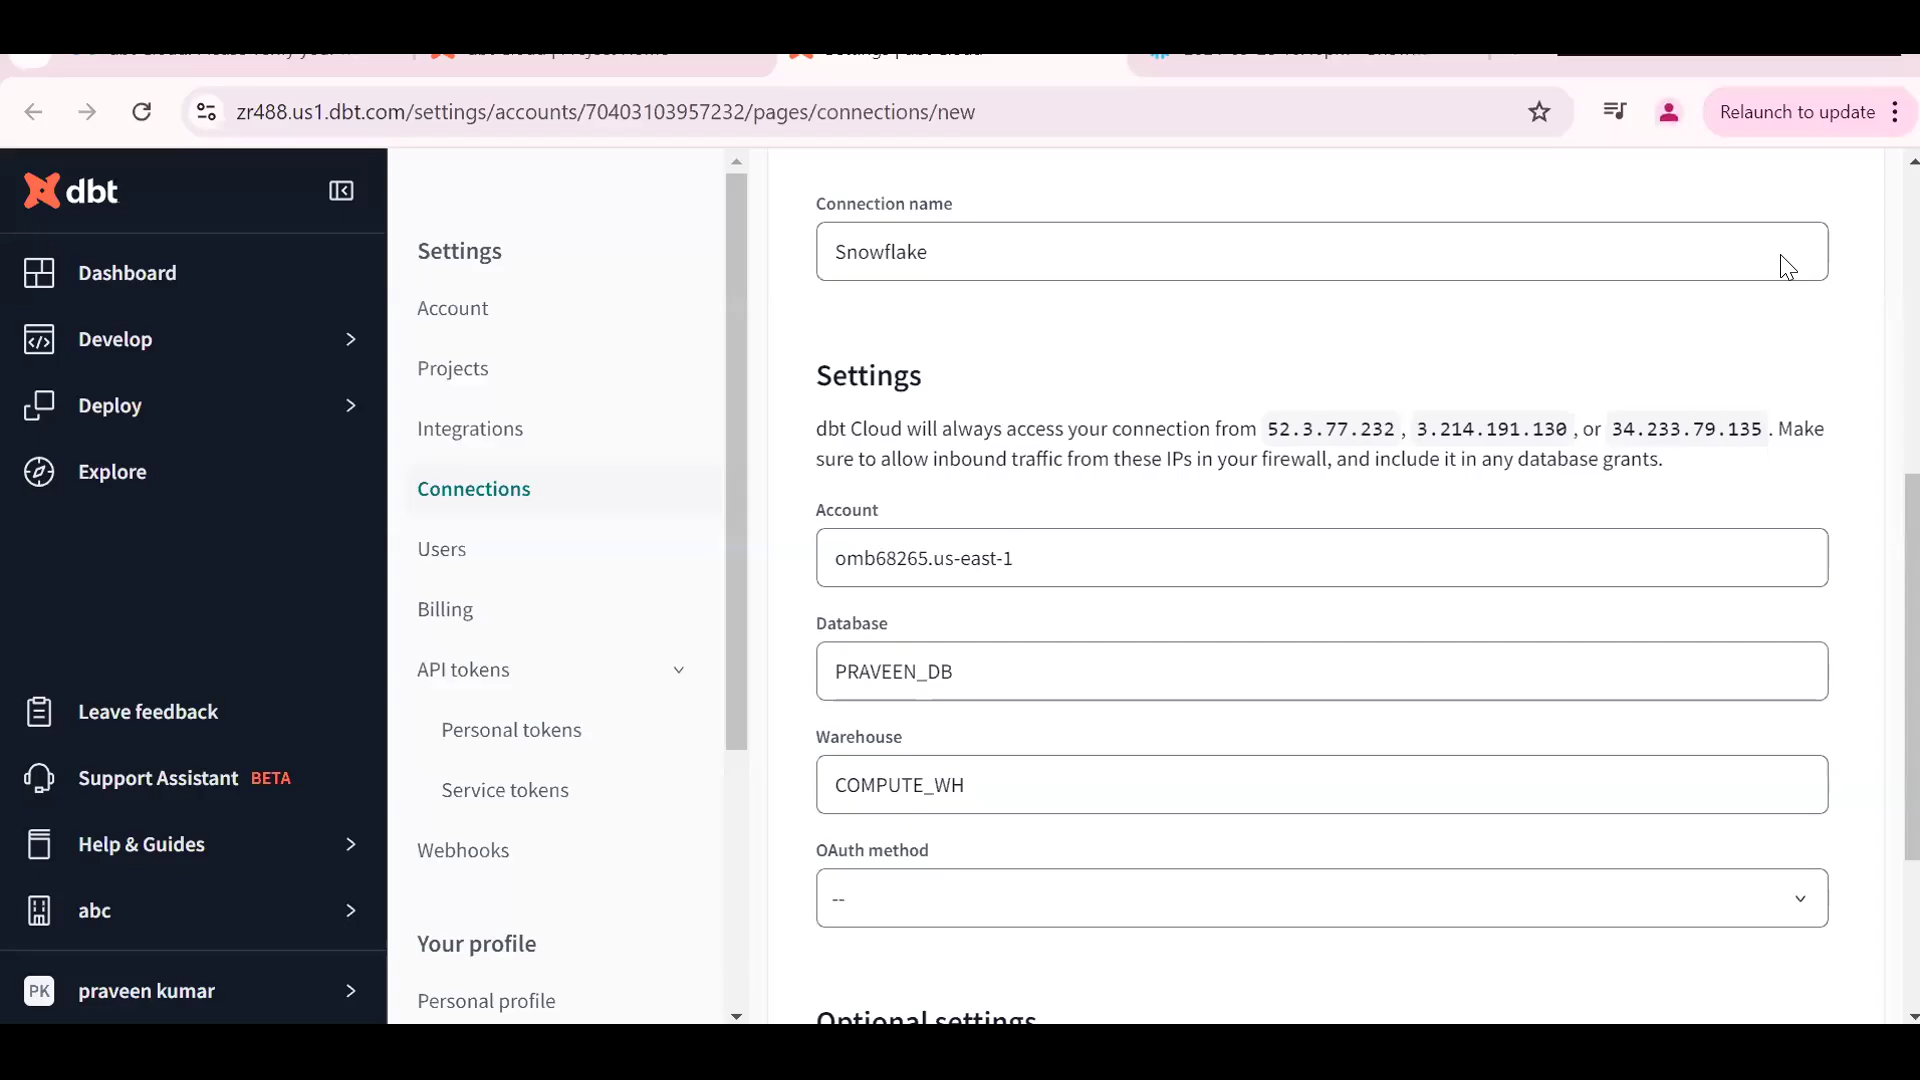 zr488.us1.dbt.com/settings/accounts/70403103957232/pages/connections/new
Relaunch to update
dbt
Dashboard
Develop
Deploy
Explore
Leave feedback
Support Assistant BETA
Help & Guides
abc
PK praveen kumar
Settings
Account
Projects
Integrations
Connections
Users
Billing
API tokens
Personal tokens
Service tokens
Webhooks
Your profile
Personal profile
Connection name
Snowflake
Settings
dbt Cloud will always access your connection from 52.3.77.232, 3.214.191.130, or 34.233.79.135. Make
sure to allow inbound traffic from these IPs in your firewall, and include it in any database grants.
Account
omb68265.us-east-1
Database
PRAVEEN_DB
Warehouse
COMPUTE_WH
OAuth method
--
Optional settings